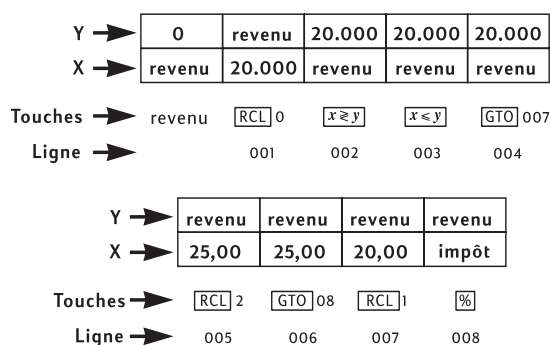 Y 0 revenu 20.000 20.000 20.000
X revenu 20.000 revenu revenu revenu
Touches revenu RCL 0 x≷y x≤y GTO 007
Ligne 001 002 003 004
Y revenu revenu revenu revenu
X 25,00 25,00 20,00 impôt
Touches RCL 2 GTO 08 RCL 1 %
Ligne 005 006 007 008